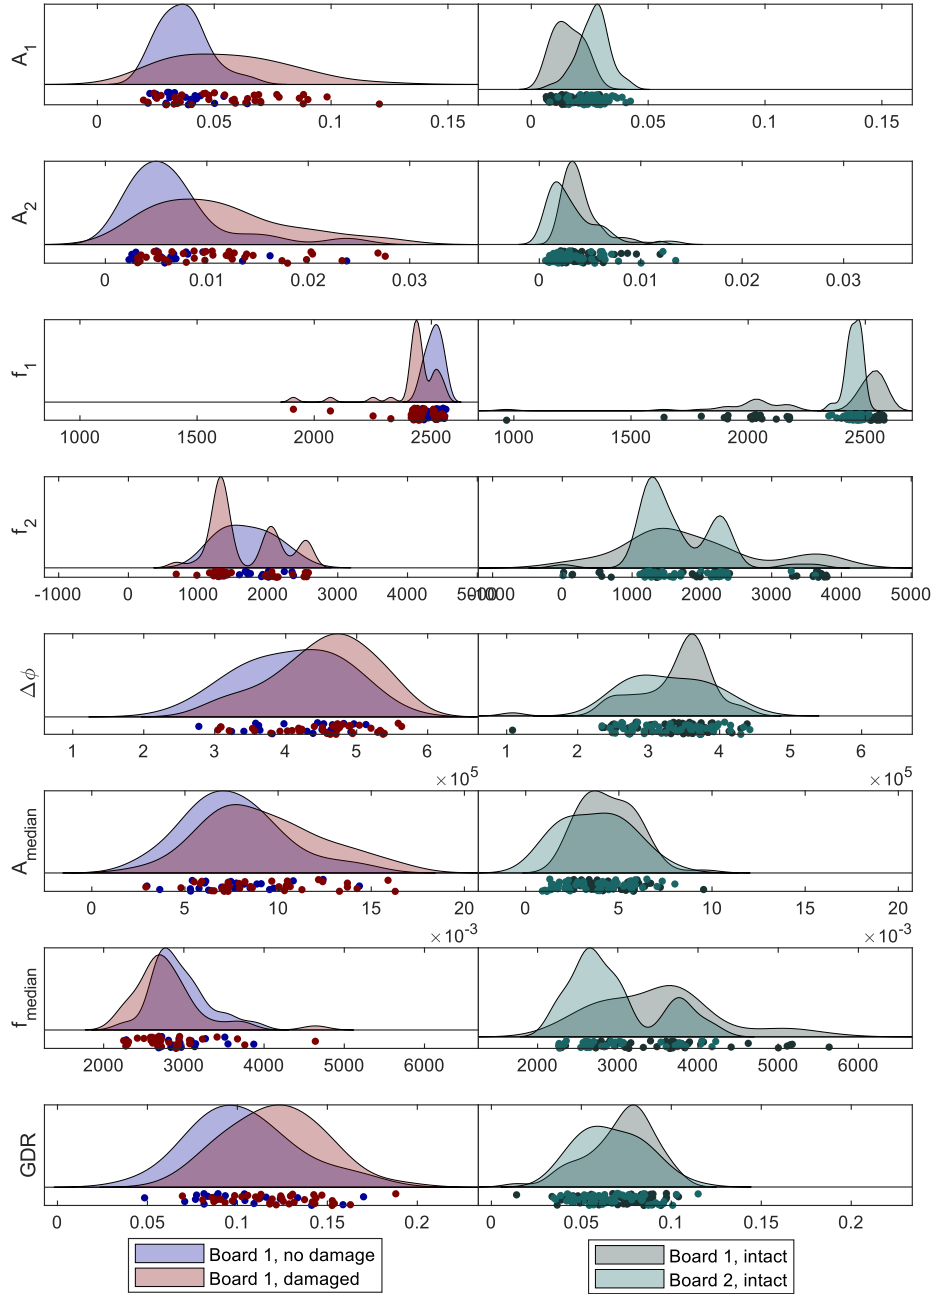 A1
0 0.05 0.1 0.15
0 0.05 0.1 0.15
A2
0 0.01 0.02 0.03
0 0.01 0.02 0.03
f1
1000 1500 2000 2500
1000 1500 2000 2500
f2
-1000 0 1000 2000 3000 4000 5000
-1000 0 1000 2000 3000 4000 5000
Δϕ
1 2 3 4 5 6
×10^5
1 2 3 4 5 6
×10^5
Amedian
0 5 10 15 20
×10^-3
0 5 10 15 20
×10^-3
fmedian
2000 3000 4000 5000 6000
2000 3000 4000 5000 6000
GDR
0 0.05 0.1 0.15 0.2
0 0.05 0.1 0.15 0.2
Board 1, no damage
Board 1, damaged
Board 1, intact
Board 2, intact